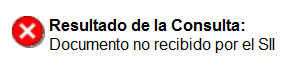 Resultado de la Consulta:
Documento no recibido por el SII